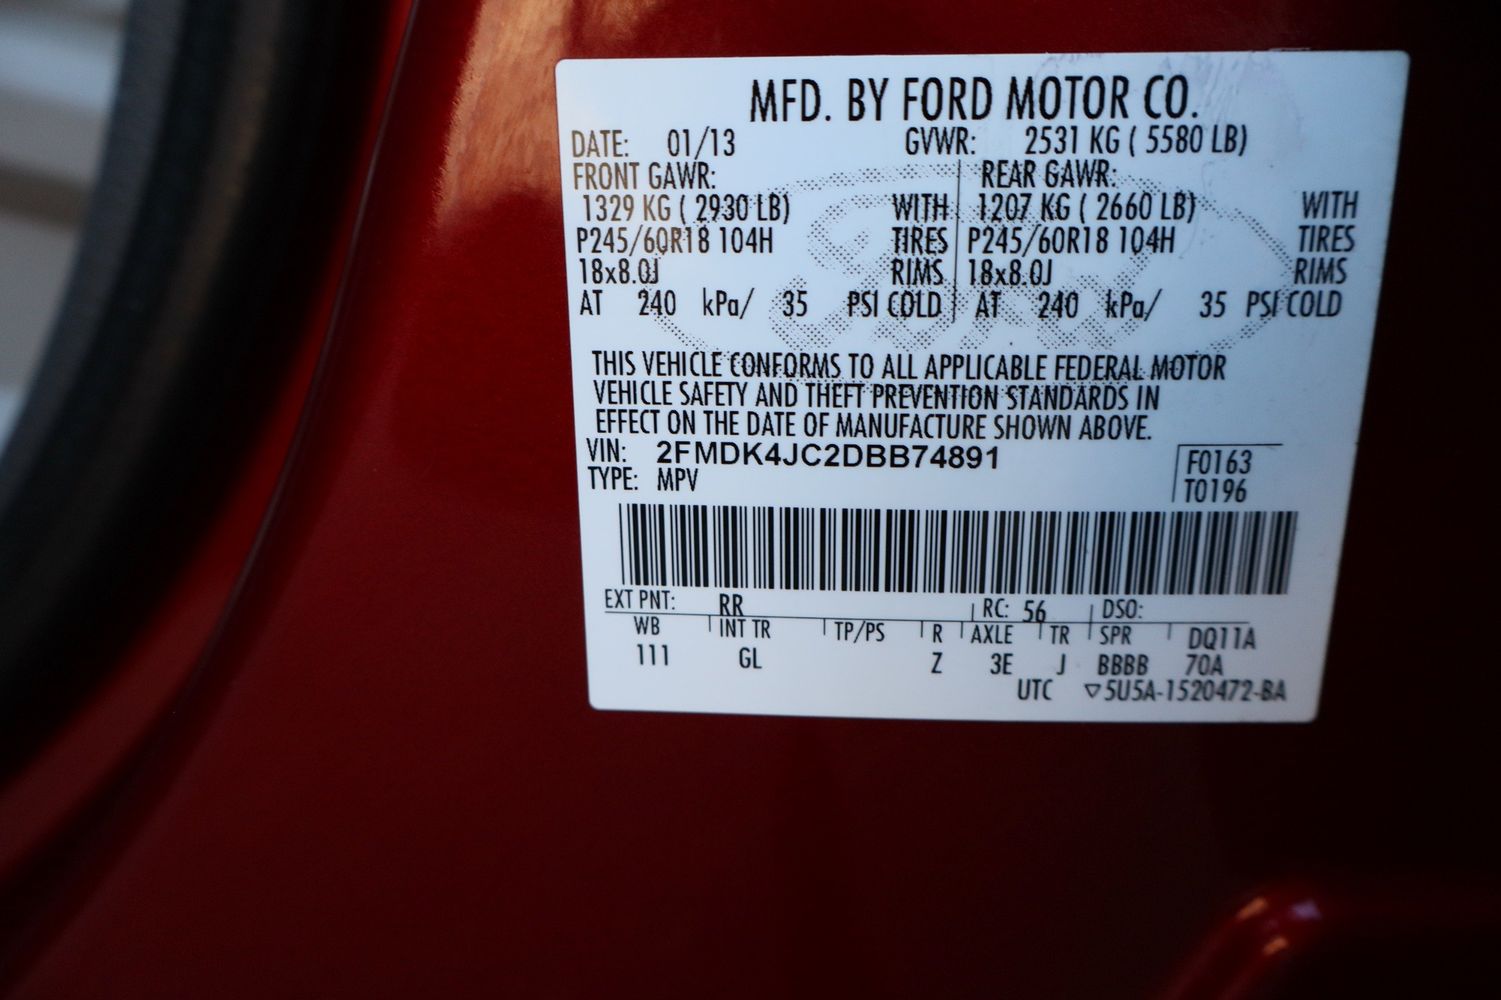 MFD. BY FORD MOTOR CO.
DATE: 01/13 GVWR: 2531 KG ( 5580 LB)
FRONT GAWR: REAR GAWR:
1329 KG ( 2930 LB) WITH 1207 KG ( 2660 LB) WITH
P245/60R18 104H TIRES P245/60R18 104H TIRES
18x8.0J RIMS 18x8.0J RIMS
AT 240 kPa/ 35 PSI COLD AT 240 kPa/ 35 PSI COLD
THIS VEHICLE CONFORMS TO ALL APPLICABLE FEDERAL MOTOR
VEHICLE SAFETY AND THEFT PREVENTION STANDARDS IN
EFFECT ON THE DATE OF MANUFACTURE SHOWN ABOVE.
VIN: 2FMDK4JC2DBB74891 F0163
TYPE: MPV T0196
EXT PNT: RR RC: 56 DSO:
WB INT TR TP/PS R AXLE TR SPR DQ11A
111 GL Z 3E J BBBB 70A
UTC ▽5U5A-1520472-BA